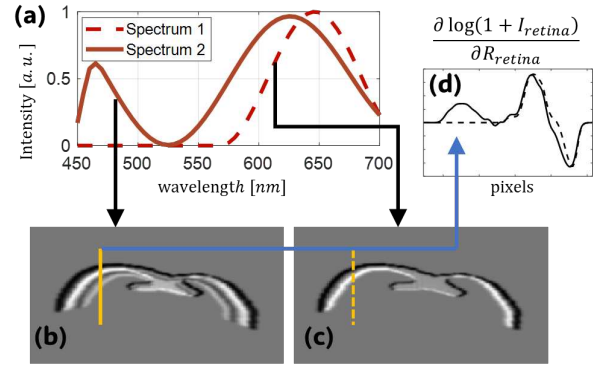 (a)
Spectrum 1
Spectrum 2
Intensity [a. u.]
1
0.5
0
450 500 550 600 650 700
wavelength [nm]
∂ log(1 + I_retina)
∂R_retina
(d)
pixels
(b)
(c)